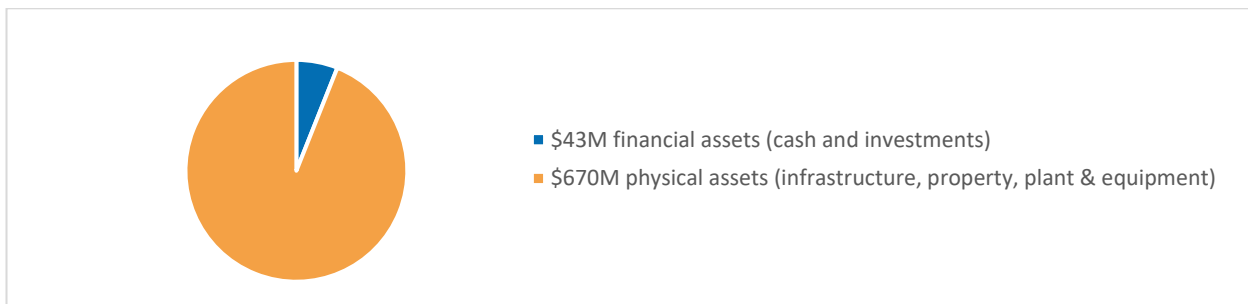 $43M financial assets (cash and investments)
$670M physical assets (infrastructure, property, plant & equipment)